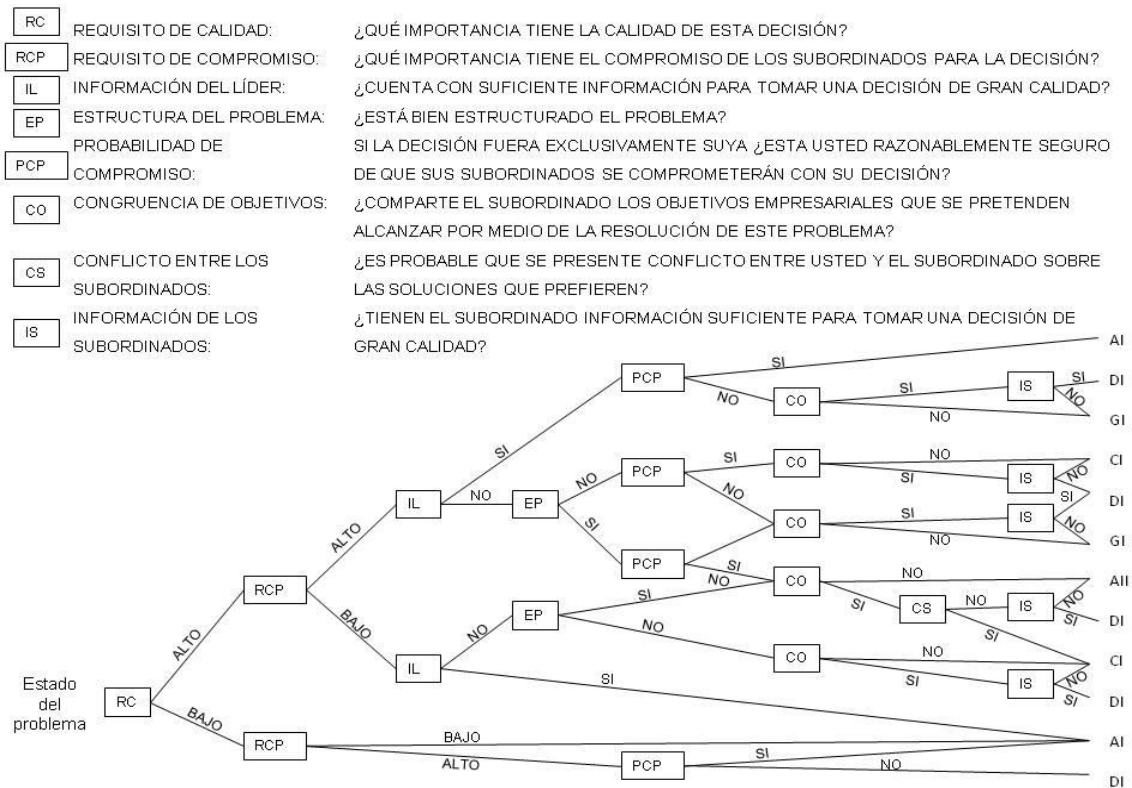 RC REQUISITO DE CALIDAD: ¿QUÉ IMPORTANCIA TIENE LA CALIDAD DE ESTA DECISIÓN?
RCP REQUISITO DE COMPROMISO: ¿QUÉ IMPORTANCIA TIENE EL COMPROMISO DE LOS SUBORDINADOS PARA LA DECISIÓN?
IL INFORMACIÓN DEL LÍDER: ¿CUENTA CON SUFICIENTE INFORMACIÓN PARA TOMAR UNA DECISIÓN DE GRAN CALIDAD?
EP ESTRUCTURA DEL PROBLEMA: ¿ESTÁ BIEN ESTRUCTURADO EL PROBLEMA?
PROBABILIDAD DE SI LA DECISIÓN FUERA EXCLUSIVAMENTE SUYA ¿ESTA USTED RAZONABLEMENTE SEGURO
PCP COMPROMISO: DE QUE SUS SUBORDINADOS SE COMPROMETERÁN CON SU DECISIÓN?
CO CONGRUENCIA DE OBJETIVOS: ¿COMPARTE EL SUBORDINADO LOS OBJETIVOS EMPRESARIALES QUE SE PRETENDEN
ALCANZAR POR MEDIO DE LA RESOLUCIÓN DE ESTE PROBLEMA?
CS CONFLICTO ENTRE LOS ¿ES PROBABLE QUE SE PRESENTE CONFLICTO ENTRE USTED Y EL SUBORDINADO SOBRE
SUBORDINADOS: LAS SOLUCIONES QUE PREFIEREN?
IS INFORMACIÓN DE LOS ¿TIENEN EL SUBORDINADO INFORMACIÓN SUFICIENTE PARA TOMAR UNA DECISIÓN DE
SUBORDINADOS: GRAN CALIDAD?
AI
PCP SI
NO CO SI IS SI DI
NO
NO GI
SI
PCP SI CO NO CI
SI IS NO
IL NO EP NO
NO SI DI
CO SI IS
SI NO NO GI
ALTO
PCP SI
NO CO NO AII
RCP SI SI CS NO IS NO
SI DI
BAJO NO EP NO SI
ALTO CO NO CI
IL SI SI IS NO
SI DI
Estado
del
problema
RC
BAJO
RCP BAJO AI
ALTO PCP SI
NO DI